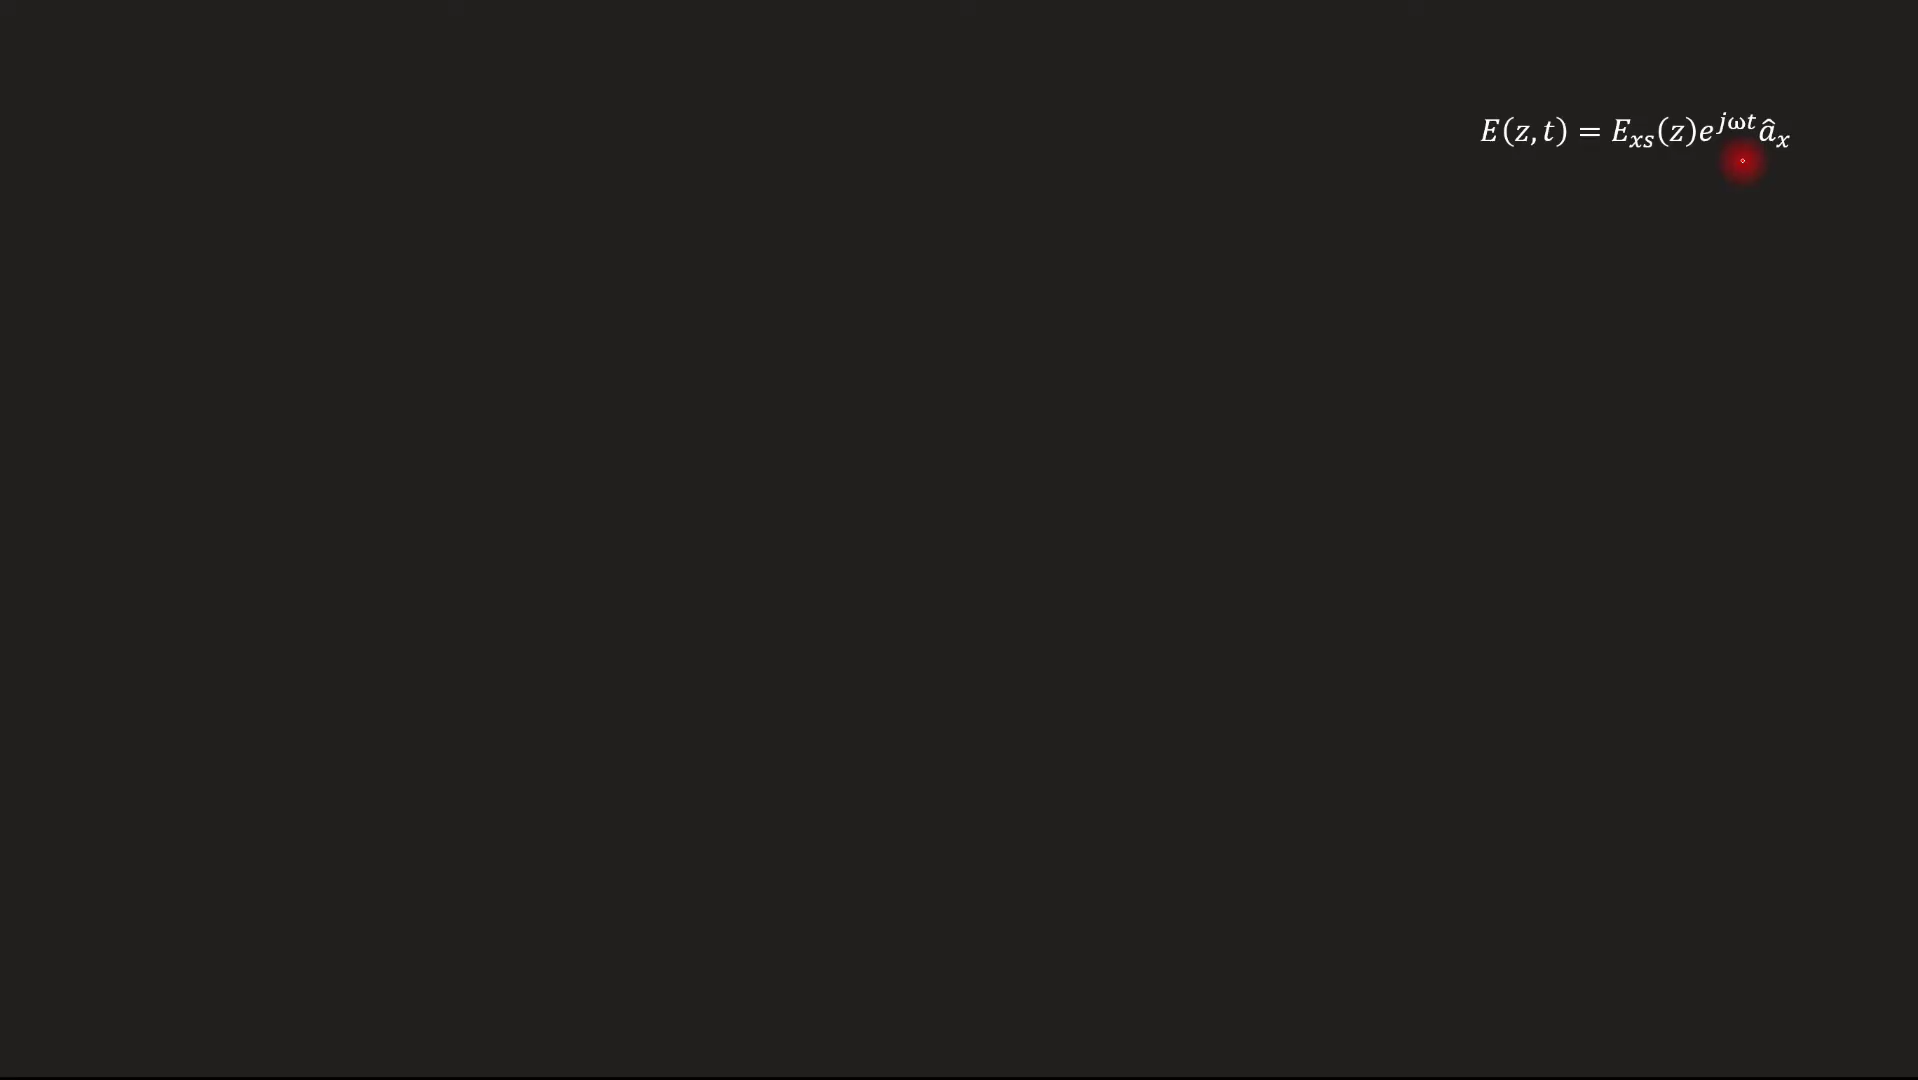 E(z,t) = E_{xs}(z)e^{jωt}â_x